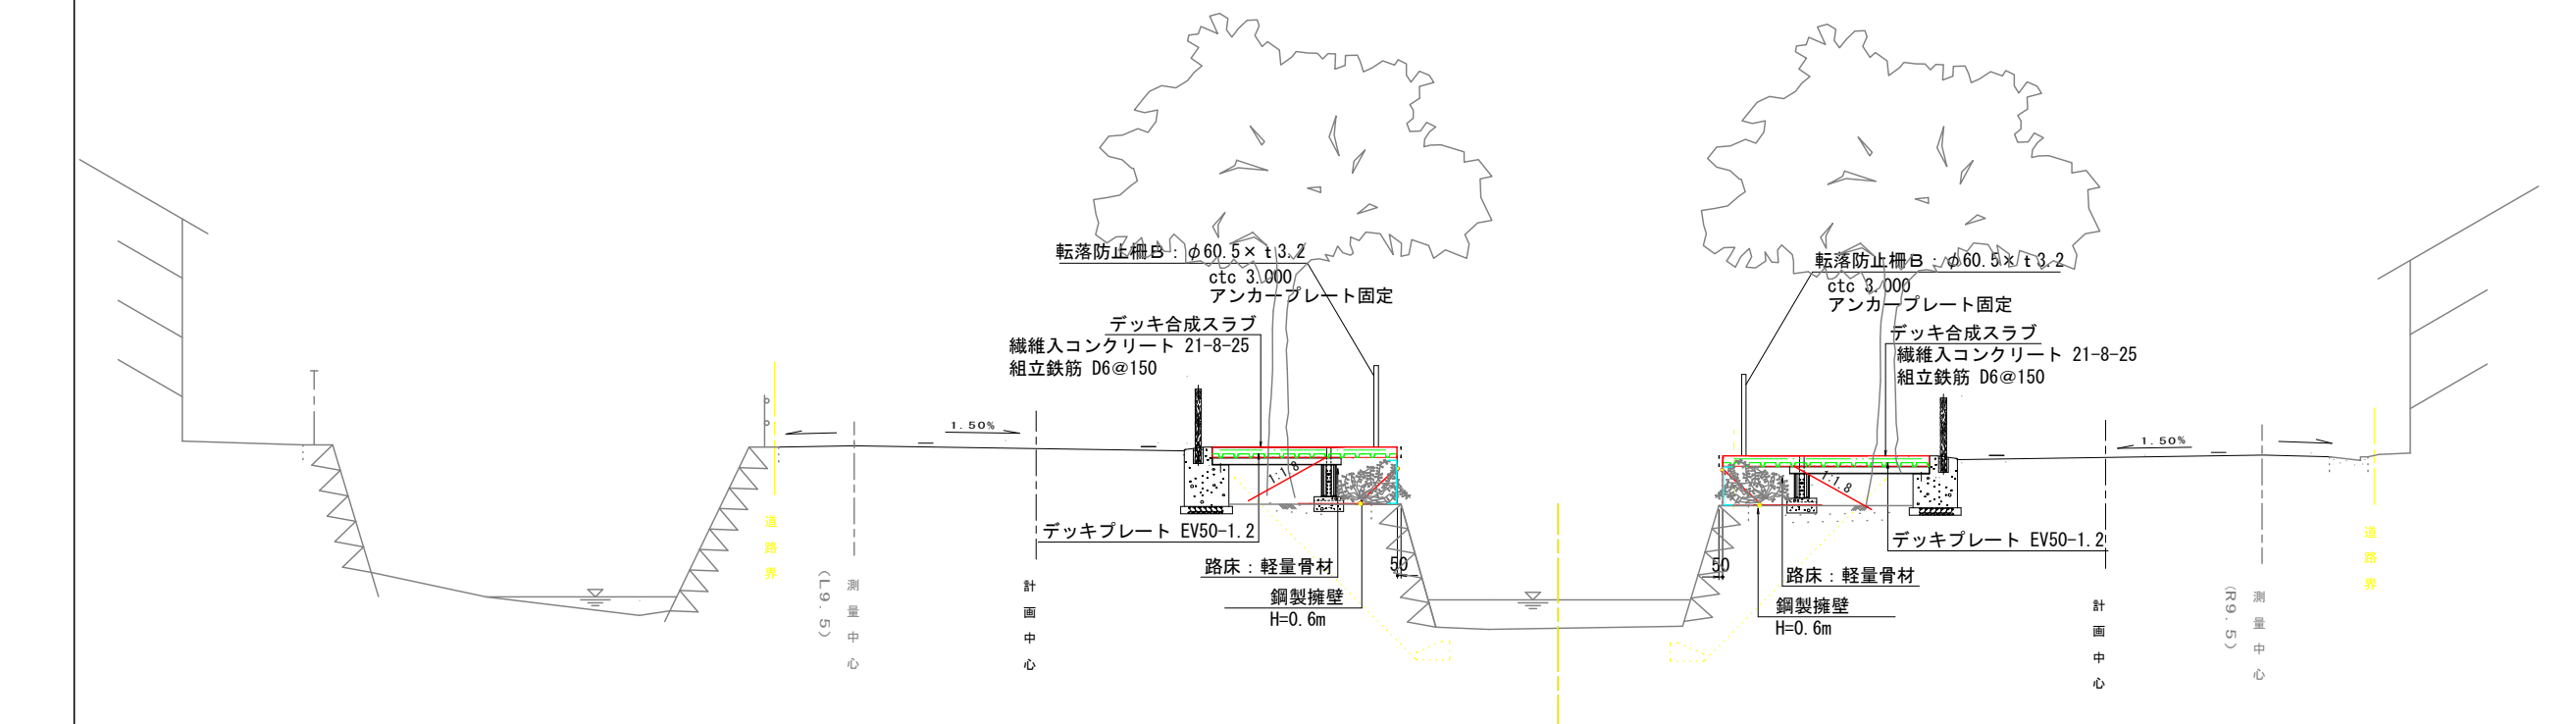 転落防止柵B：φ60.5×t3.2
ctc 3.000
アンカープレート固定
デッキ合成スラブ
繊維入コンクリート 21-8-25
組立鉄筋 D6@150
転落防止柵B：φ60.5×t3.2
ctc 3.000
アンカープレート固定
デッキ合成スラブ
繊維入コンクリート 21-8-25
組立鉄筋 D6@150
1.50%
1.50%
1:1.8
1:1.8
デッキプレート EV50-1.2
デッキプレート EV50-1.2
路床：軽量骨材
50
50
路床：軽量骨材
鋼製擁壁
H=0.6m
鋼製擁壁
H=0.6m
道路界
(L9.5)
測量中心
計画中心
計画中心
(R9.5)
測量中心
道路界